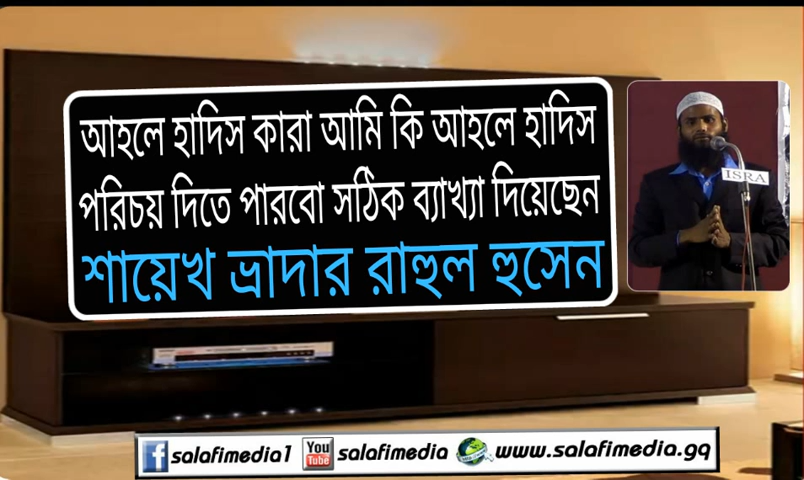 আহলে হাদিস কারা আমি কি আহলে হাদিস
পরিচয় দিতে পারবো সঠিক ব্যাখ্যা দিয়েছেন
শায়েখ ভ্রাদার রাহুল হুসেন
ISRA
salafimedia1 You Tube salafimedia www.salafimedia.gq